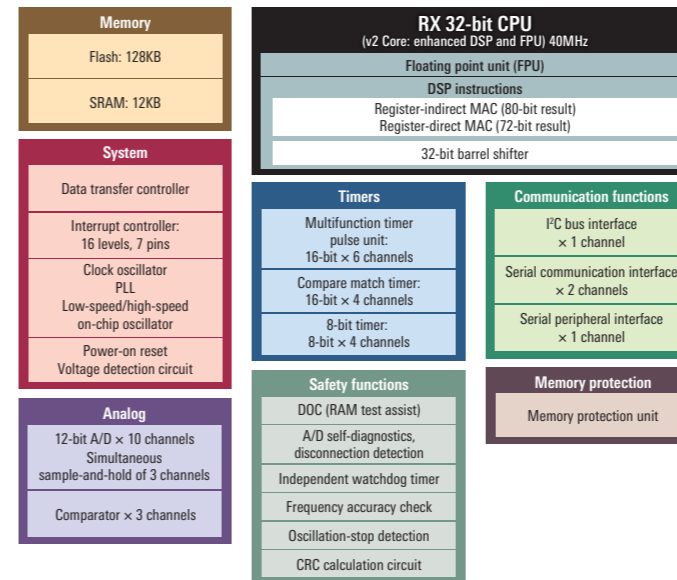 Memory
Flash: 128KB
SRAM: 12KB
System
Data transfer controller
Interrupt controller:
16 levels, 7 pins
Clock oscillator
PLL
Low-speed/high-speed
on-chip oscillator
Power-on reset
Voltage detection circuit
Analog
12-bit A/D × 10 channels
Simultaneous
sample-and-hold of 3 channels
Comparator × 3 channels
RX 32-bit CPU
(v2 Core: enhanced DSP and FPU) 40MHz
Floating point unit (FPU)
DSP instructions
Register-indirect MAC (80-bit result)
Register-direct MAC (72-bit result)
32-bit barrel shifter
Timers
Multifunction timer
pulse unit:
16-bit × 6 channels
Compare match timer:
16-bit × 4 channels
8-bit timer:
8-bit × 4 channels
Safety functions
DOC (RAM test assist)
A/D self-diagnostics,
disconnection detection
Independent watchdog timer
Frequency accuracy check
Oscillation-stop detection
CRC calculation circuit
Communication functions
I²C bus interface
× 1 channel
Serial communication interface
× 2 channels
Serial peripheral interface
× 1 channel
Memory protection
Memory protection unit